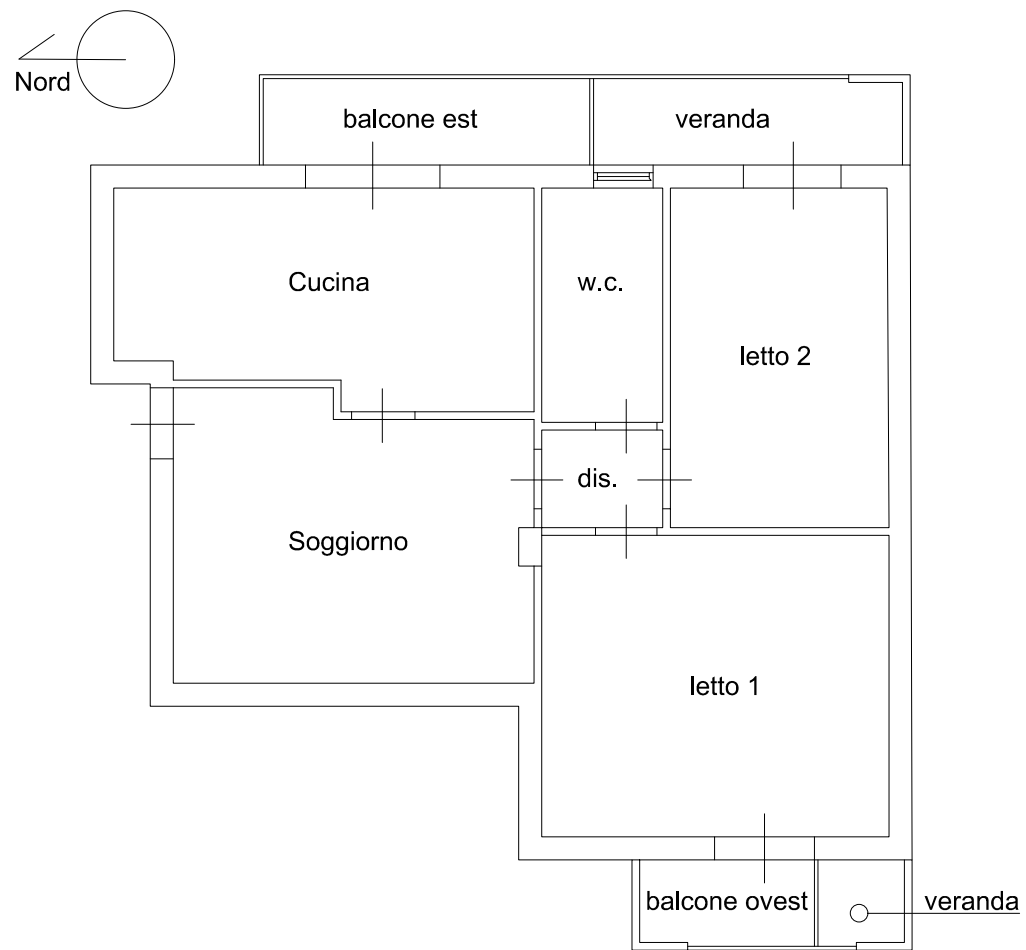 Nord
balcone est
veranda
Cucina
w.c.
letto 2
dis.
Soggiorno
letto 1
balcone ovest
veranda